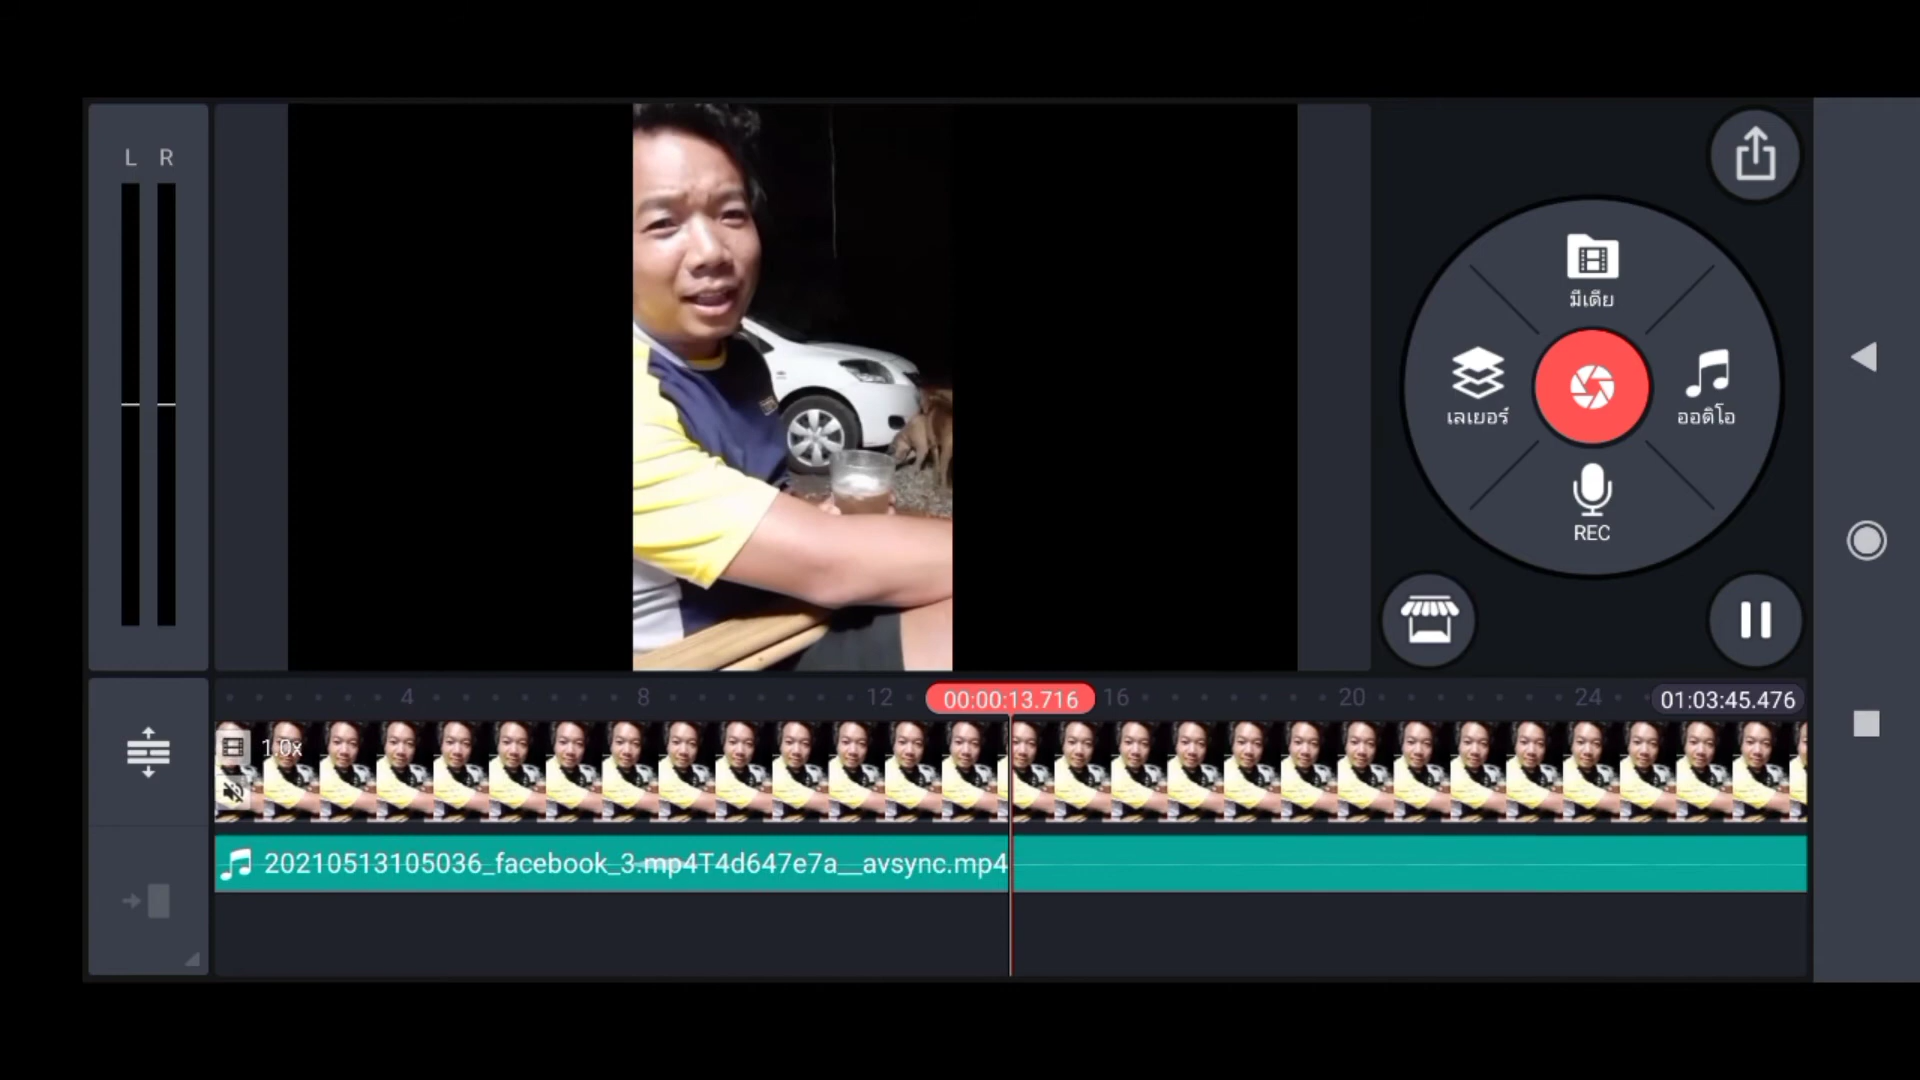 L R
มีเดีย
เลเยอร์
ออดิโอ
REC
4 8 12 00:00:13.716 16 20 24 01:03:45.476
1.0x
20210513105036_facebook_3.mp4T4d647e7a__avsync.mp4